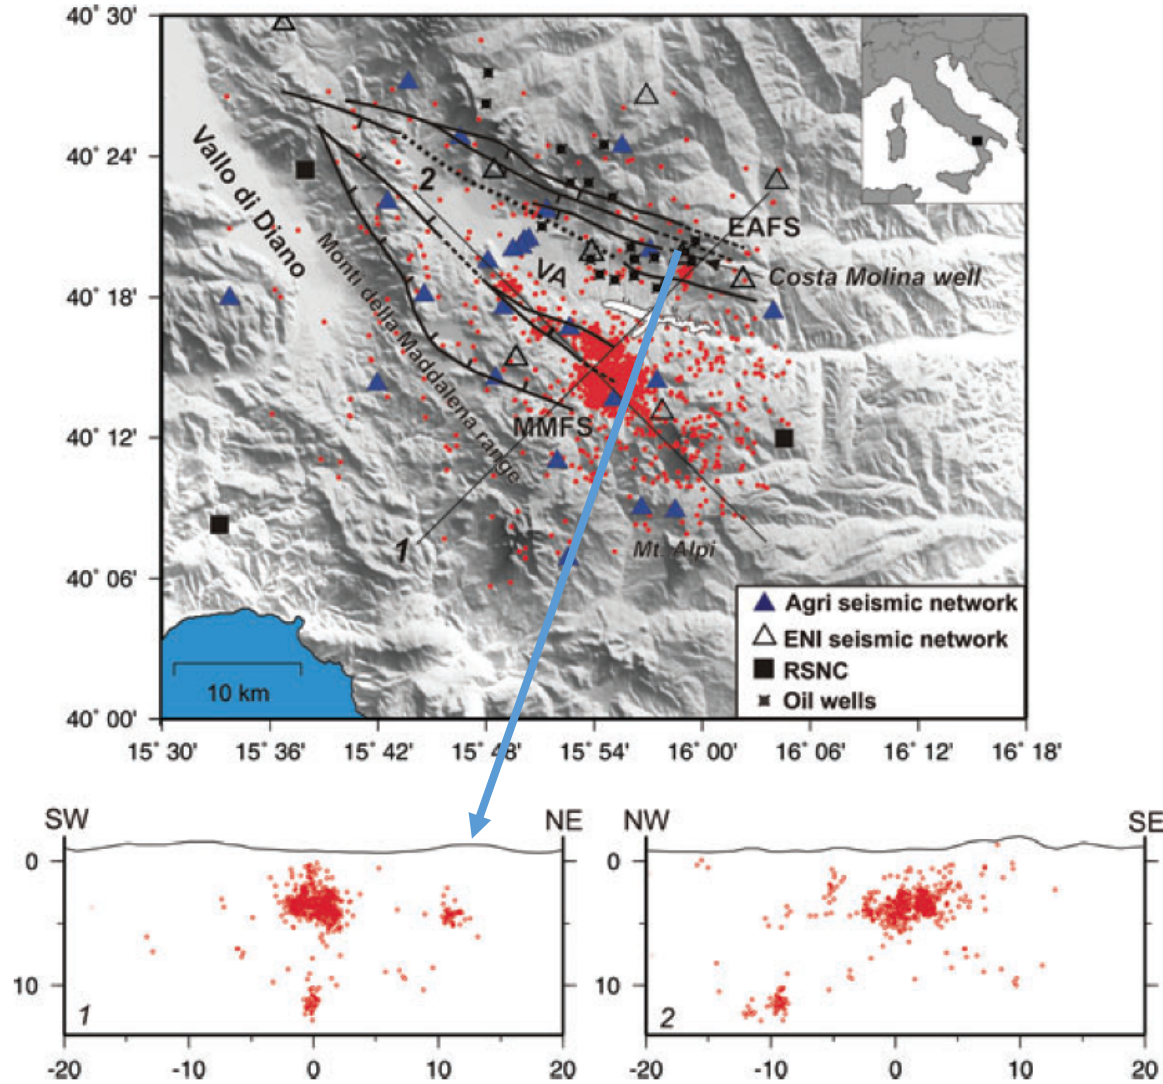 40° 30'
40° 24'
40° 18'
40° 12'
40° 06'
40° 00'
Vallo di Diano
Monti della Maddalena range
2
VA
EAFS
Costa Molina well
MMFS
1
Mt. Alpi
10 km
Agri seismic network
ENI seismic network
RSNC
Oil wells
15° 30' 15° 36' 15° 42' 15° 48' 15° 54' 16° 00' 16° 06' 16° 12' 16° 18'
SW NE
0
10
1
-20 -10 0 10 20
NW SE
0
10
2
-20 -10 0 10 20